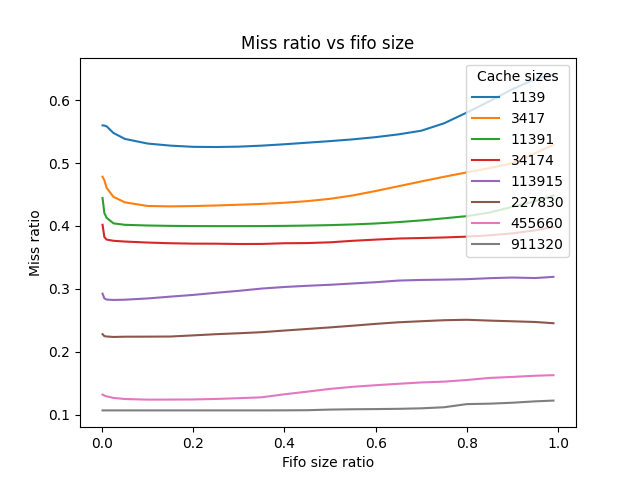 Miss ratio vs fifo size
Cache sizes
1139
3417
11391
34174
113915
227830
455660
911320
Miss ratio
0.6
0.5
0.4
0.3
0.2
0.1
0.0 0.2 0.4 0.6 0.8 1.0
Fifo size ratio